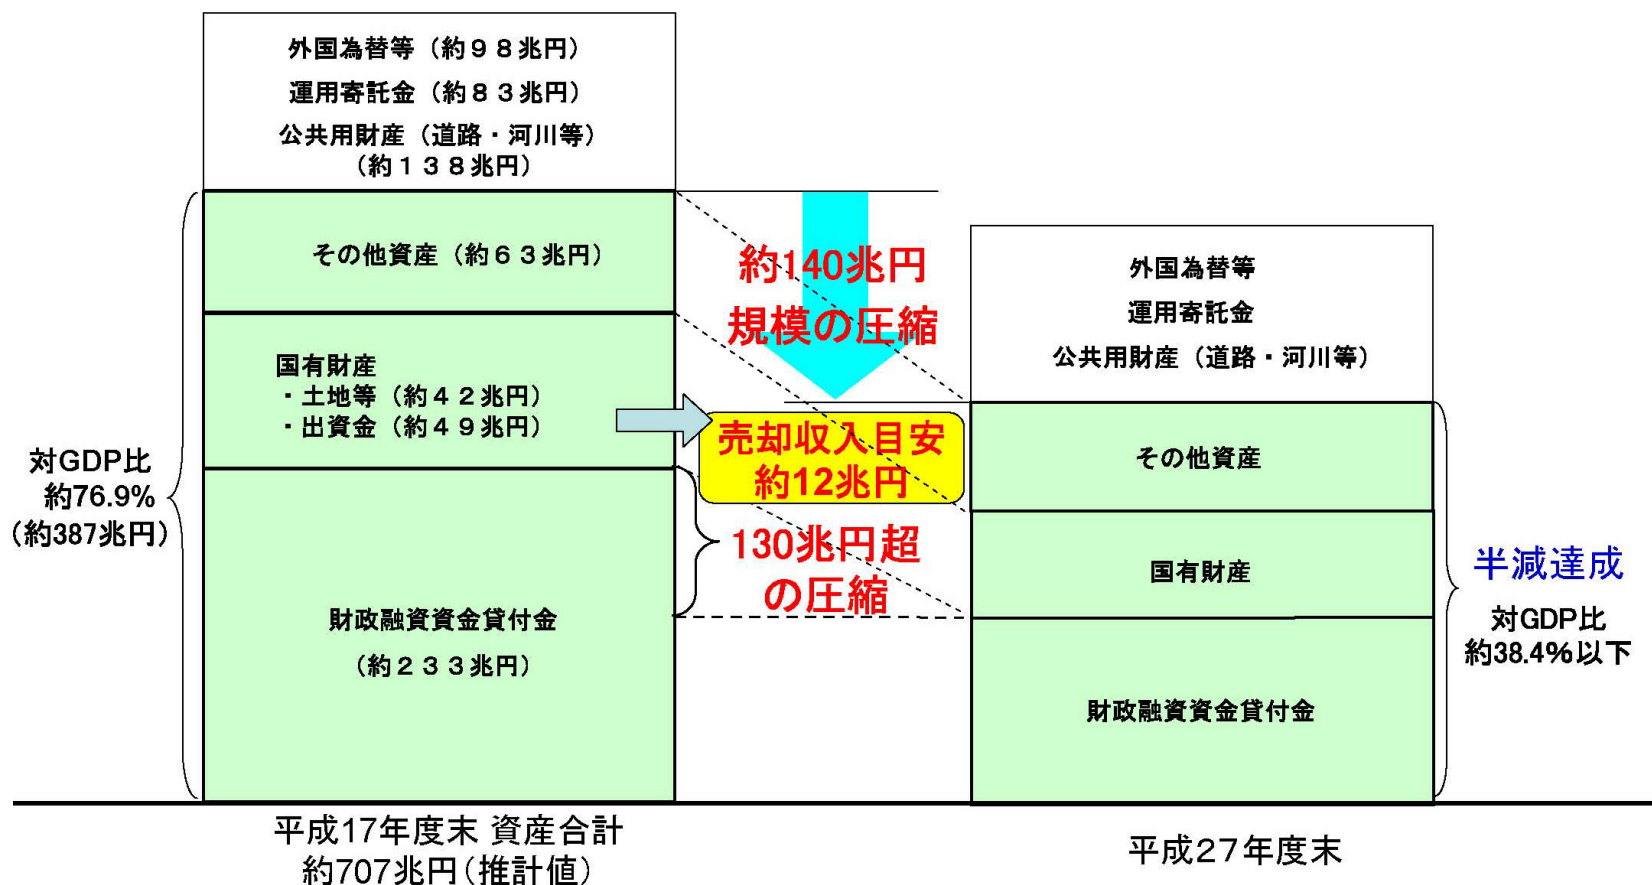 外国為替等（約９８兆円）
運用寄託金（約８３兆円）
公共用財産（道路・河川等）
（約１３８兆円）
その他資産（約６３兆円）
国有財産
・土地等（約４２兆円）
・出資金（約４９兆円）
対GDP比
約76.9%
（約387兆円）
財政融資資金貸付金
（約２３３兆円）
平成17年度末 資産合計
約707兆円（推計値）
約140兆円
規模の圧縮
売却収入目安
約12兆円
130兆円超
の圧縮
外国為替等
運用寄託金
公共用財産（道路・河川等）
その他資産
国有財産
財政融資資金貸付金
半減達成
対GDP比
約38.4%以下
平成27年度末